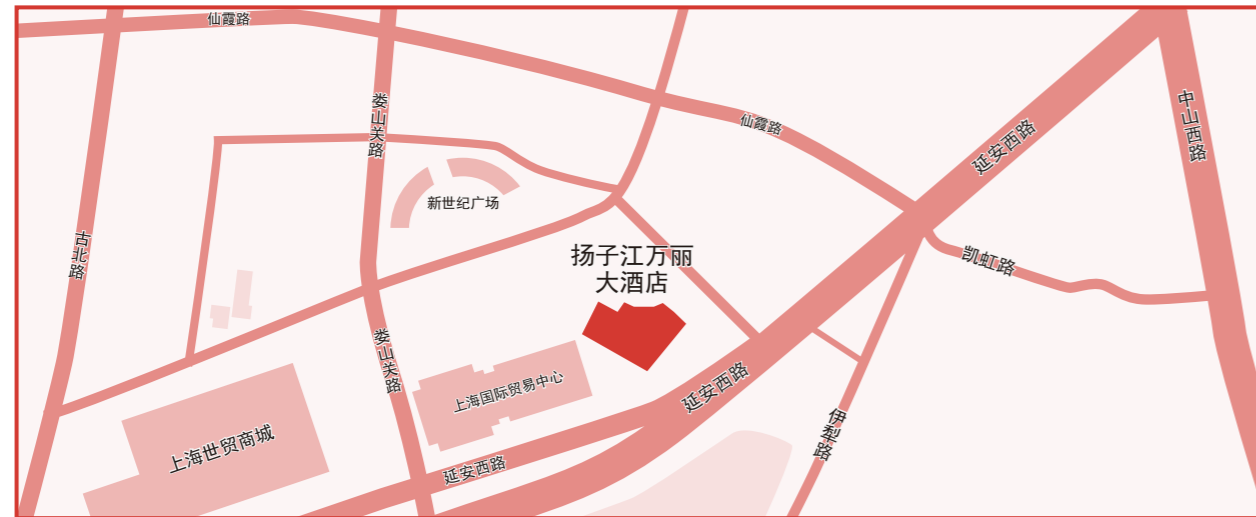 仙霞路
娄山关路
仙霞路
延安西路
中山西路
新世纪广场
古北路
扬子江万丽
大酒店
凯虹路
娄山关路
上海国际贸易中心
延安西路
伊犁路
上海世贸商城
延安西路